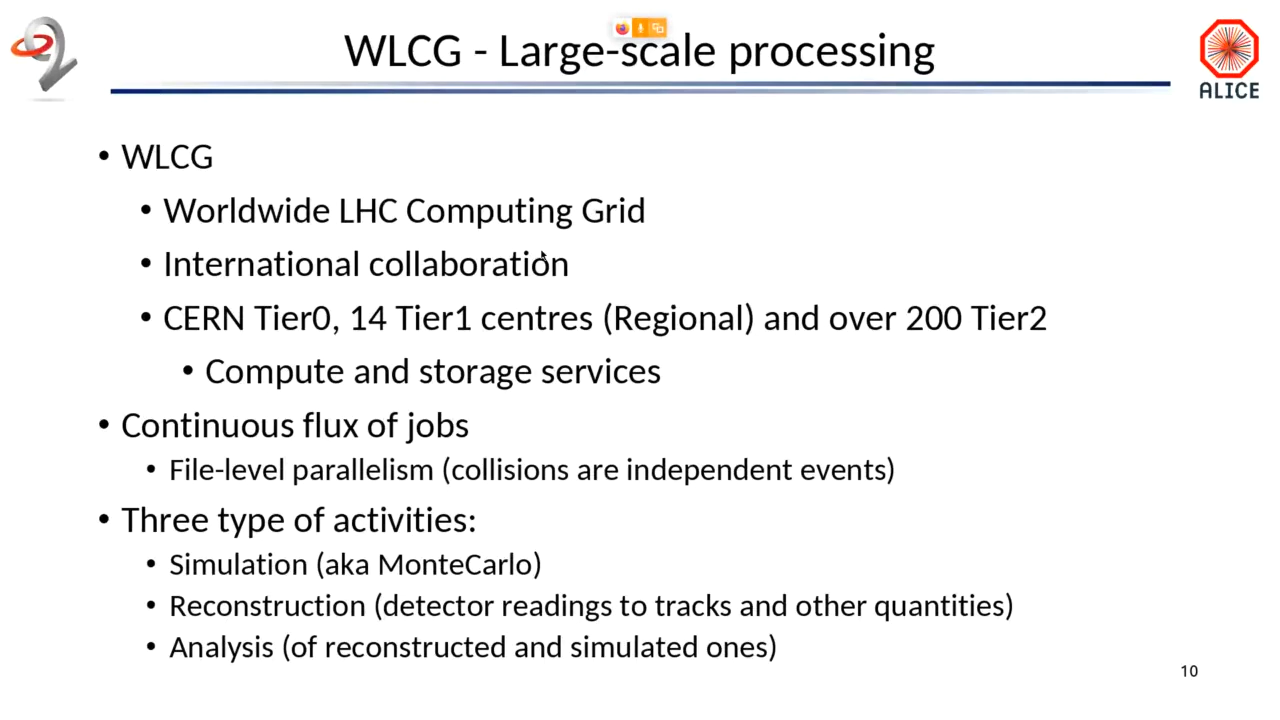 WLCG - Large-scale processing
ALICE
• WLCG
• Worldwide LHC Computing Grid
• International collaboration
• CERN Tier0, 14 Tier1 centres (Regional) and over 200 Tier2
• Compute and storage services
• Continuous flux of jobs
• File-level parallelism (collisions are independent events)
• Three type of activities:
• Simulation (aka MonteCarlo)
• Reconstruction (detector readings to tracks and other quantities)
• Analysis (of reconstructed and simulated ones)
10